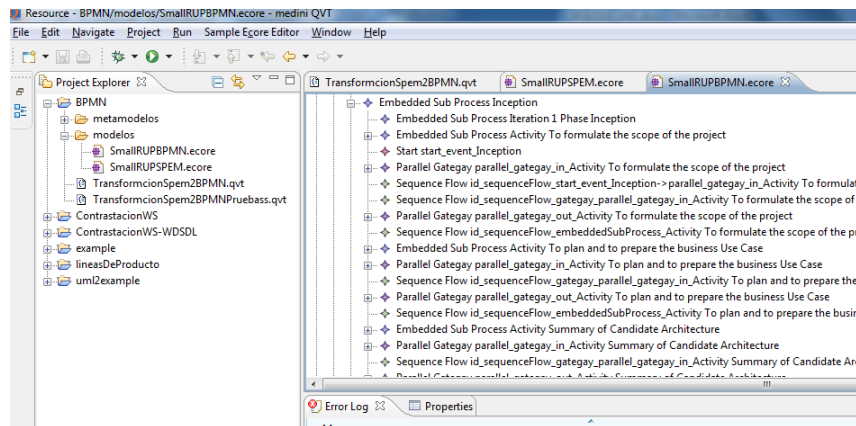 Resource - BPMN/modelos/SmallRUPBPMN.ecore - medini QVT
File Edit Navigate Project Run Sample Ecore Editor Window Help
Project Explorer
TransformcionSpem2BPMN.qvt SmallRUPSPEM.ecore SmallRUPBPMN.ecore
BPMN
metamodelos
modelos
SmallRUPBPMN.ecore
SmallRUPSPEM.ecore
TransformcionSpem2BPMN.qvt
TransformcionSpem2BPMNPruebass.qvt
ContrastacionWS
ContrastacionWS-WDSDL
example
lineasDeProducto
uml2example
Embedded Sub Process Inception
Embedded Sub Process Iteration 1 Phase Inception
Embedded Sub Process Activity To formulate the scope of the project
Start start_event_Inception
Parallel Gategay parallel_gategay_in_Activity To formulate the scope of the project
Sequence Flow id_sequenceFlow_start_event_Inception->parallel_gategay_in_Activity To formulat
Sequence Flow id_sequenceFlow_gategay_parallel_gategay_in_Activity To formulate the scope of
Parallel Gategay parallel_gategay_out_Activity To formulate the scope of the project
Sequence Flow id_sequenceFlow_embeddedSubProcess_Activity To formulate the scope of the p
Embedded Sub Process Activity To plan and to prepare the business Use Case
Parallel Gategay parallel_gategay_in_Activity To plan and to prepare the business Use Case
Sequence Flow id_sequenceFlow_gategay_parallel_gategay_in_Activity To plan and to prepare the
Parallel Gategay parallel_gategay_out_Activity To plan and to prepare the business Use Case
Sequence Flow id_sequenceFlow_embeddedSubProcess_Activity To plan and to prepare the busi
Embedded Sub Process Activity Summary of Candidate Architecture
Parallel Gategay parallel_gategay_in_Activity Summary of Candidate Architecture
Sequence Flow id_sequenceFlow_gategay_parallel_gategay_in_Activity Summary of Candidate Ar
Parallel Gategay parallel_gategay_out_Activity Summary of Candidate Architecture
Error Log Properties